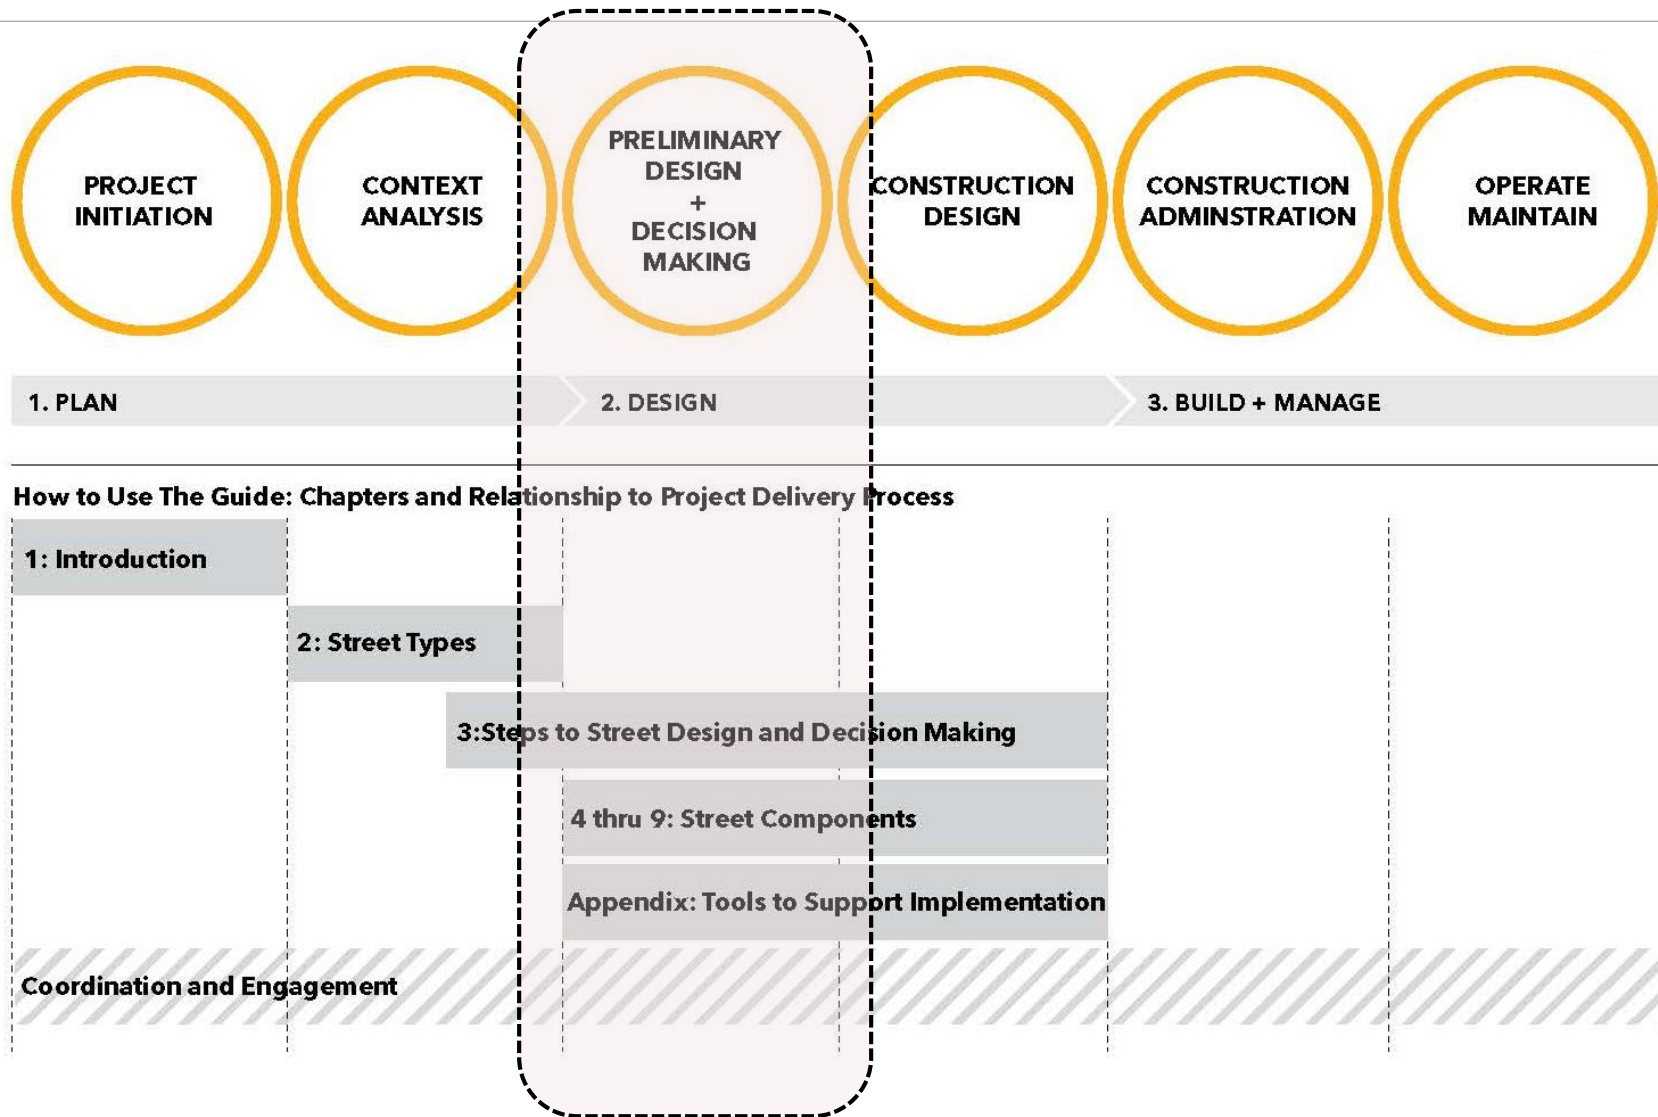 PROJECT
INITIATION
CONTEXT
ANALYSIS
PRELIMINARY
DESIGN
+
DECISION
MAKING
CONSTRUCTION
DESIGN
CONSTRUCTION
ADMINSTRATION
OPERATE
MAINTAIN
1. PLAN
2. DESIGN
3. BUILD + MANAGE
How to Use The Guide: Chapters and Relationship to Project Delivery Process
1: Introduction
2: Street Types
3:Steps to Street Design and Decision Making
4 thru 9: Street Components
Appendix: Tools to Support Implementation
Coordination and Engagement